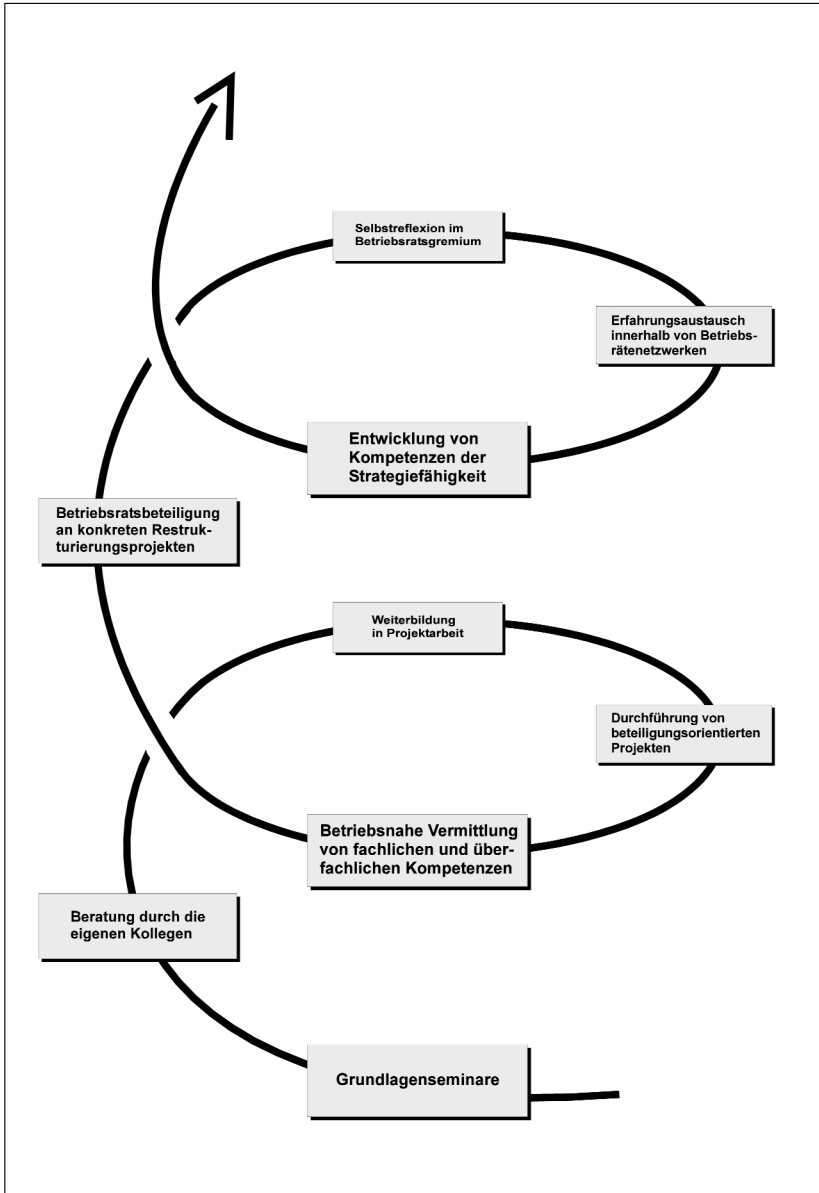 Selbstreflexion im
Betriebsratsgremium
Erfahrungsaustausch
innerhalb von Betriebs-
rätenetzwerken
Entwicklung von
Kompetenzen der
Strategiefähigkeit
Betriebsratsbeteiligung
an konkreten Restruk-
turierungsprojekten
Weiterbildung
in Projektarbeit
Durchführung von
beteiligungsorientierten
Projekten
Betriebsnahe Vermittlung
von fachlichen und über-
fachlichen Kompetenzen
Beratung durch die
eigenen Kollegen
Grundlagenseminare